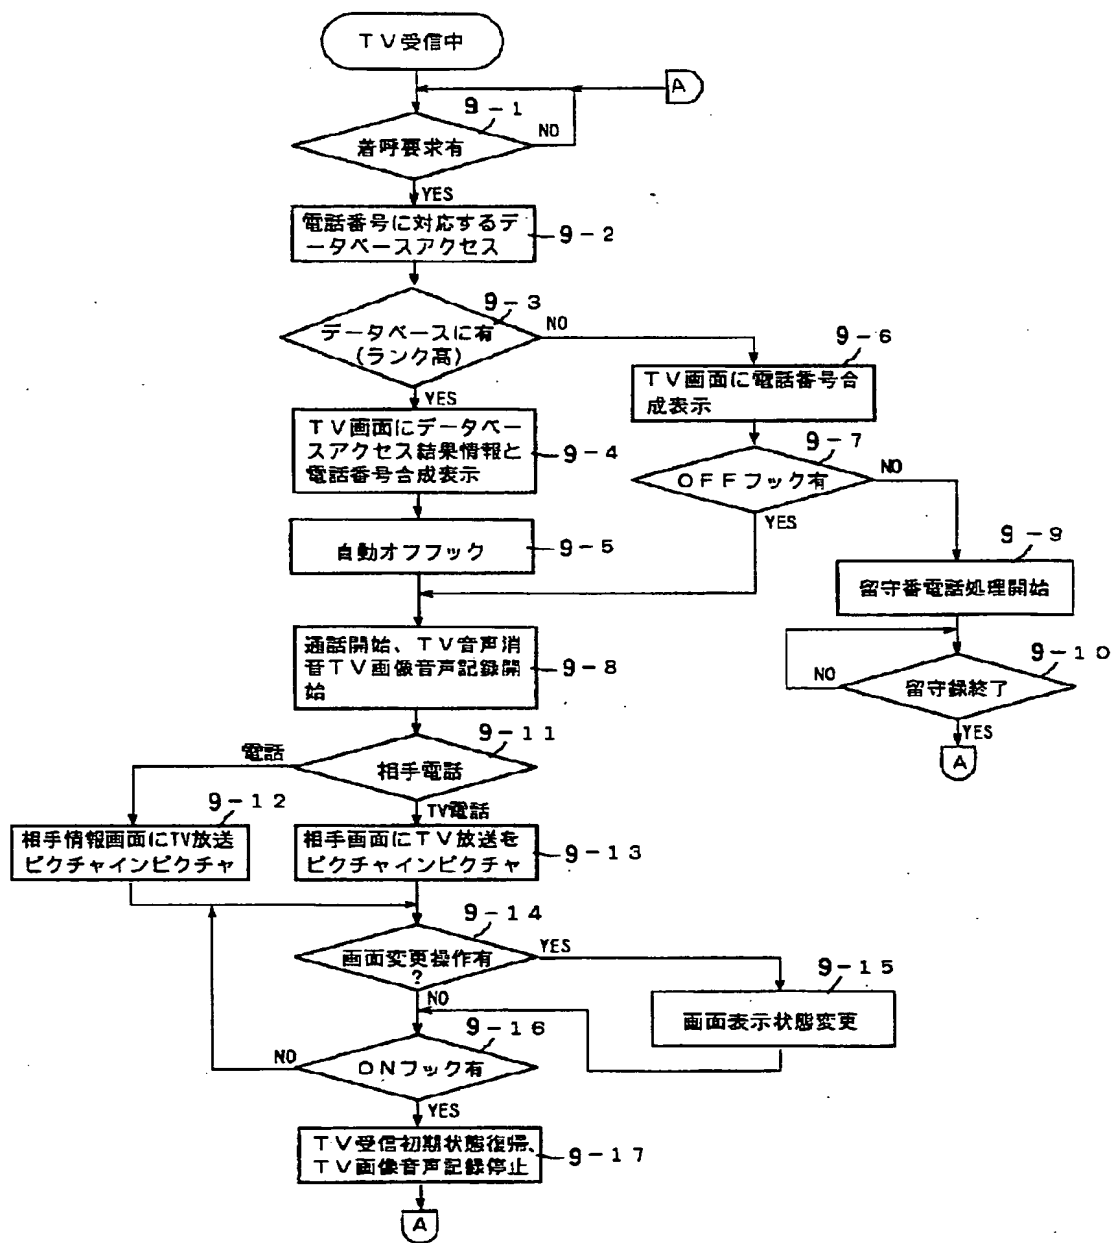 TV受信中
A
9-1
着呼要求有
NO
YES
電話番号に対応するデ
ータベースアクセス
9-2
9-3
データベースに有
(ランク高)
NO
YES
9-6
TV画面に電話番号合
成表示
TV画面にデータベー
スアクセス結果情報と
電話番号合成表示
9-4
9-7
OFFフック有
NO
YES
自動オフフック
9-5
9-9
留守番電話処理開始
通話開始、TV音声消
音TV画像音声記録開
始
9-8
9-10
留守録終了
NO
YES
A
9-11
相手電話
電話
TV電話
9-12
相手情報画面にTV放送
ピクチャインピクチャ
相手画面にTV放送を
ピクチャインピクチャ
9-13
9-14
画面変更操作有
?
YES
NO
9-15
画面表示状態変更
9-16
ONフック有
NO
YES
TV受信初期状態復帰、
TV画像音声記録停止
9-17
A